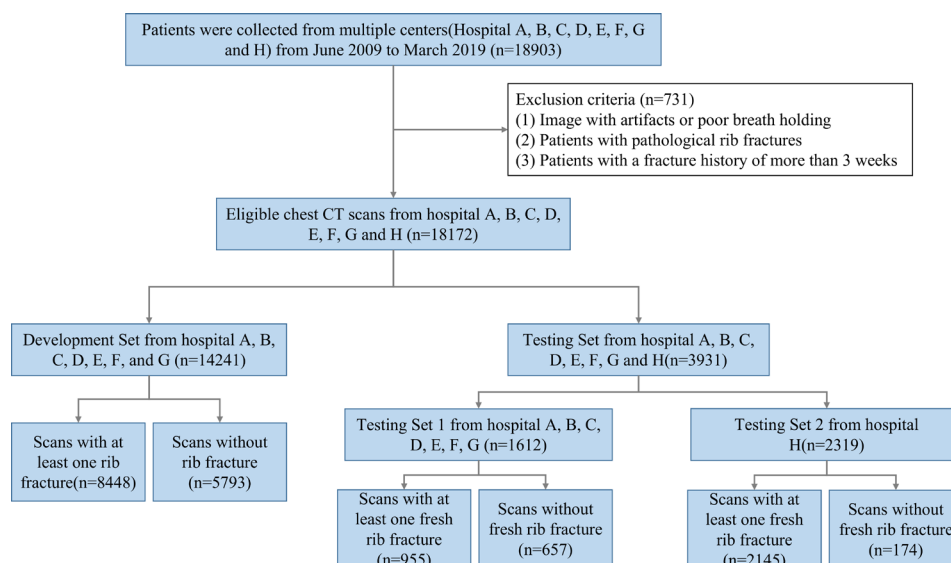 Patients were collected from multiple centers(Hospital A, B, C, D, E, F, G
and H) from June 2009 to March 2019 (n=18903)
Exclusion criteria (n=731)
(1) Image with artifacts or poor breath holding
(2) Patients with pathological rib fractures
(3) Patients with a fracture history of more than 3 weeks
Eligible chest CT scans from hospital A, B, C, D,
E, F, G and H (n=18172)
Development Set from hospital A, B,
C, D, E, F, and G (n=14241)
Testing Set from hospital A, B, C,
D, E, F, G and H(n=3931)
Scans with at
least one rib
fracture(n=8448)
Scans without
rib fracture
(n=5793)
Testing Set 1 from hospital A, B, C,
D, E, F, G (n=1612)
Testing Set 2 from hospital
H(n=2319)
Scans with at
least one fresh
rib fracture
(n=955)
Scans without
fresh rib fracture
(n=657)
Scans with at
least one fresh
rib fracture
(n=2145)
Scans without
fresh rib fracture
(n=174)